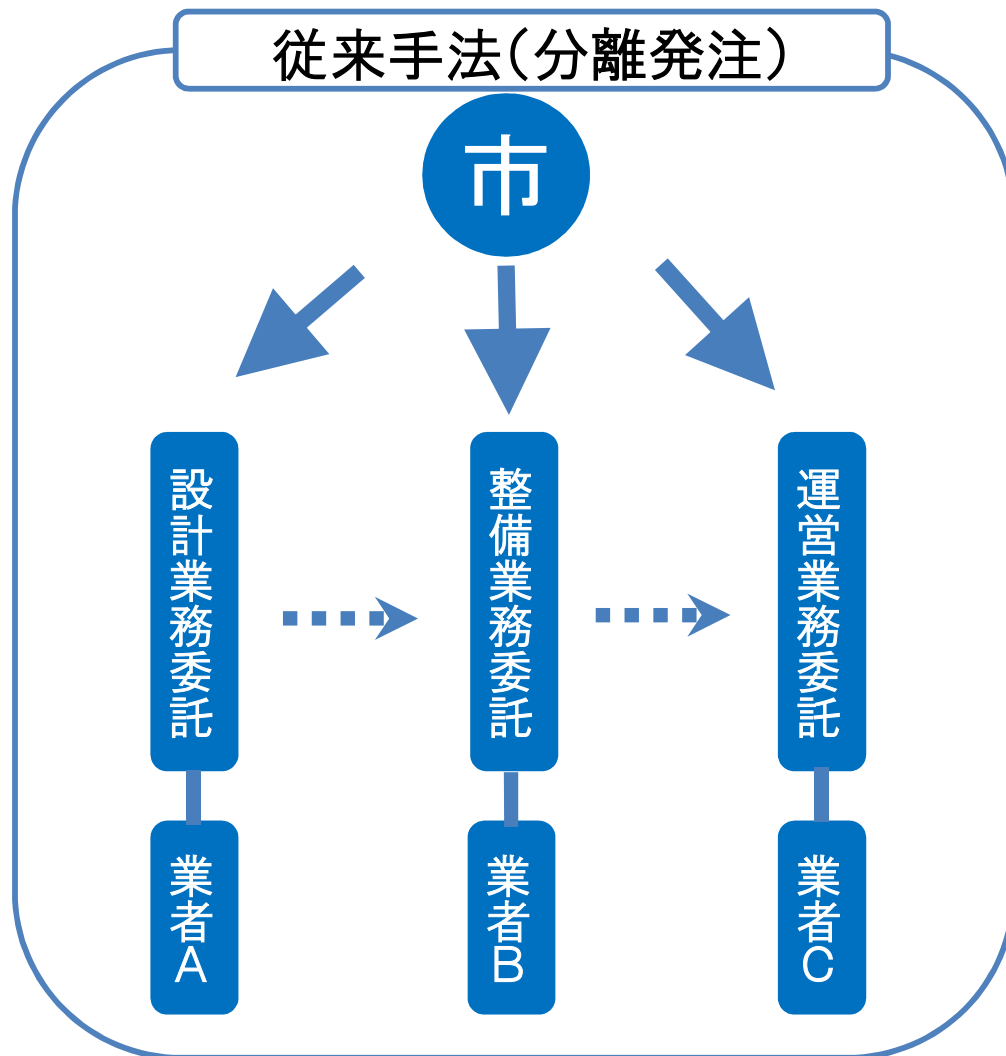 従来手法（分離発注）
市
設計業務委託
整備業務委託
運営業務委託
業者A
業者B
業者C